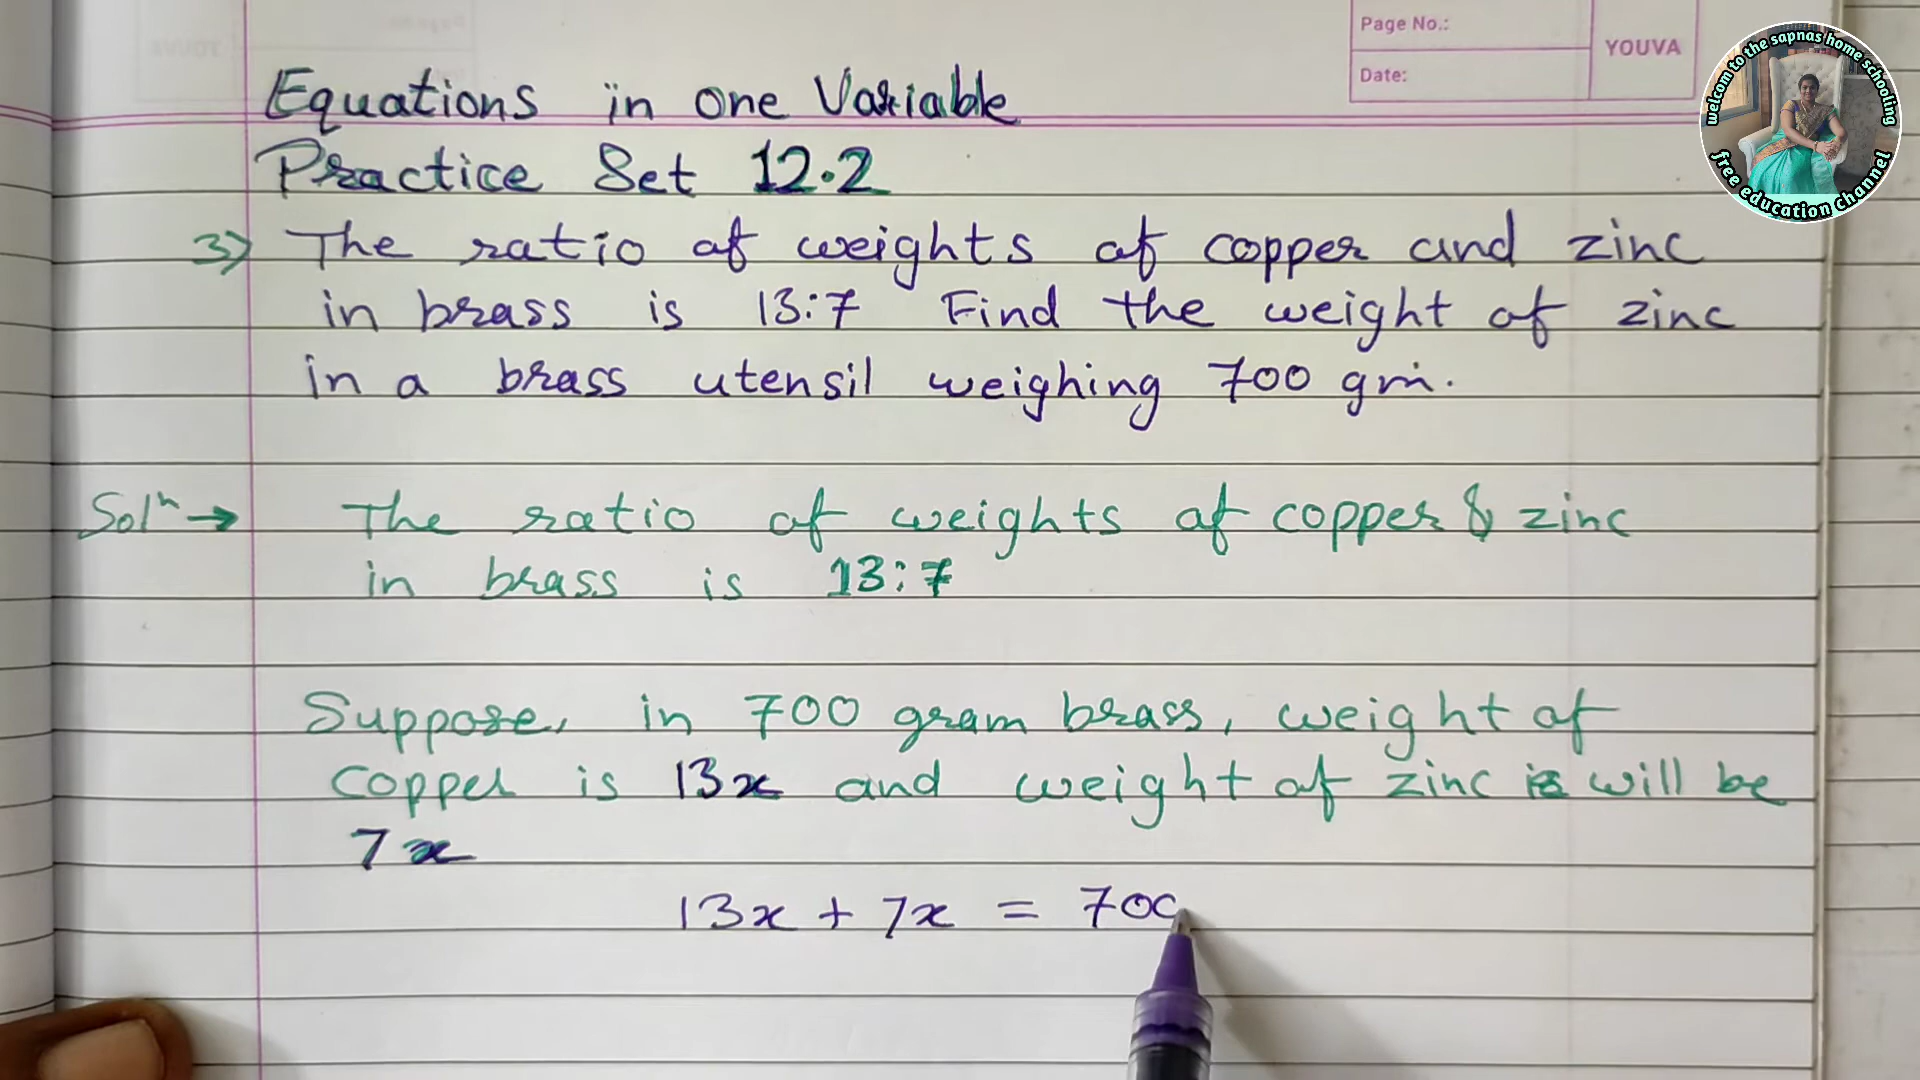 Page No.:
YOUVA
Date:
welcom to the sapnas home schooling
free education channel
Equations in one Variable
Practice Set 12.2
3) The ratio of weights of copper and zinc
in brass is 13:7 Find the weight of zinc
in a brass utensil weighing 700 gm.
Solⁿ → The ratio of weights of copper & zinc
in brass is 13:7
Suppose, in 700 gram brass, weight of
copper is 13x and weight of zinc is will be
7x
13x + 7x = 700